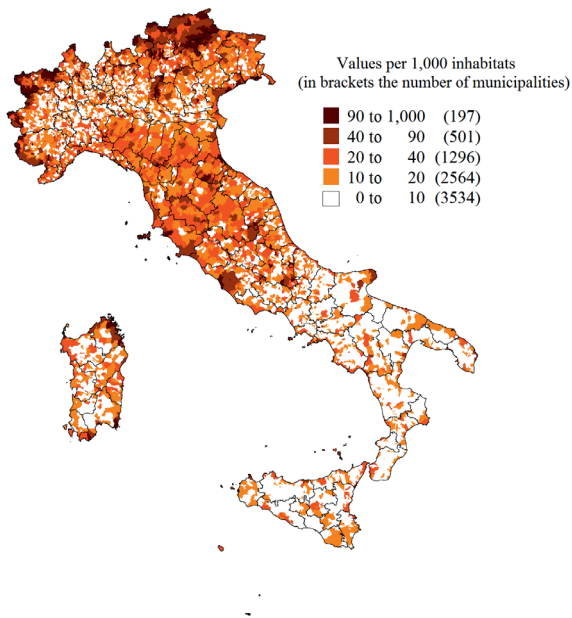 Values per 1,000 inhabitats
(in brackets the number of municipalities)
90 to 1,000 (197)
40 to 90 (501)
20 to 40 (1296)
10 to 20 (2564)
0 to 10 (3534)